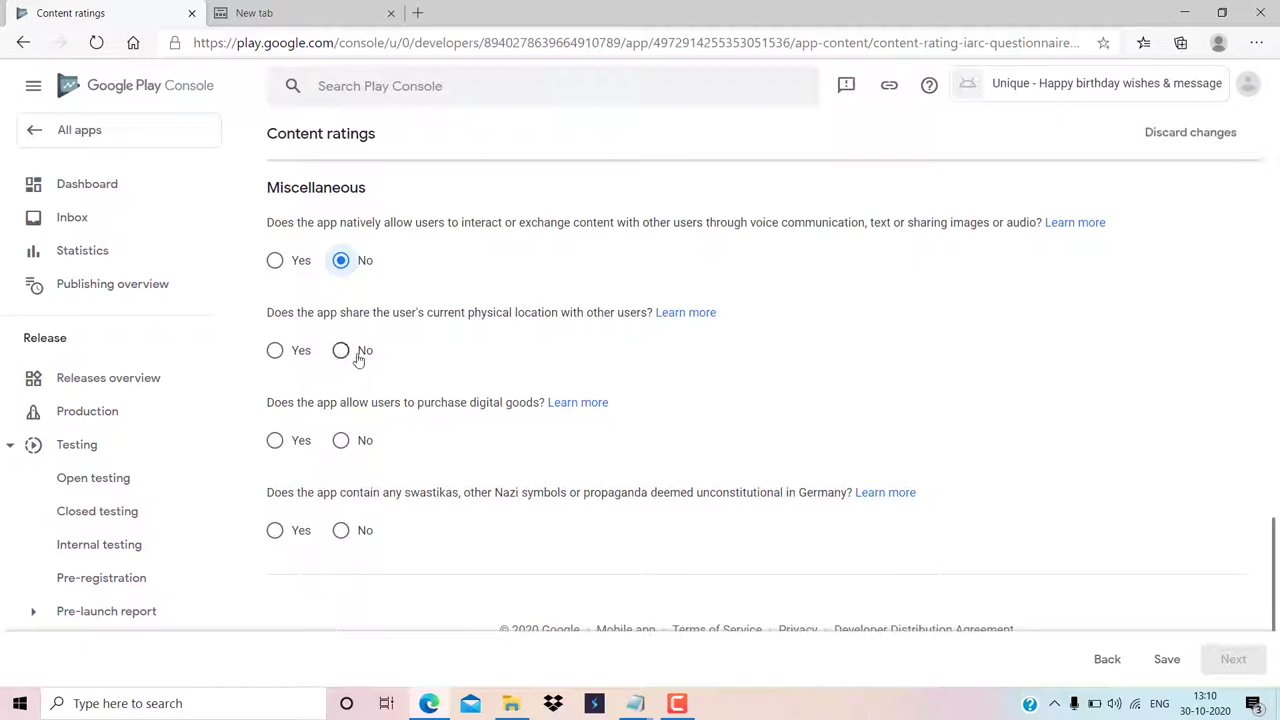 Content ratings
New tab
https://play.google.com/console/u/0/developers/8940278639664910789/app/4972914255353051536/app-content/content-rating-iarc-questionnaire...
Google Play Console
Search Play Console
Unique - Happy birthday wishes & message
All apps
Content ratings
Discard changes
Dashboard
Inbox
Statistics
Publishing overview
Release
Releases overview
Production
Testing
Open testing
Closed testing
Internal testing
Pre-registration
Pre-launch report
Miscellaneous
Does the app natively allow users to interact or exchange content with other users through voice communication, text or sharing images or audio? Learn more
Yes No
Does the app share the user's current physical location with other users? Learn more
Yes No
Does the app allow users to purchase digital goods? Learn more
Yes No
Does the app contain any swastikas, other Nazi symbols or propaganda deemed unconstitutional in Germany? Learn more
Yes No
© 2020 Google · Mobile app · Terms of Service · Privacy · Developer Distribution Agreement
Back Save Next
Type here to search
ENG
13:10
30-10-2020
3